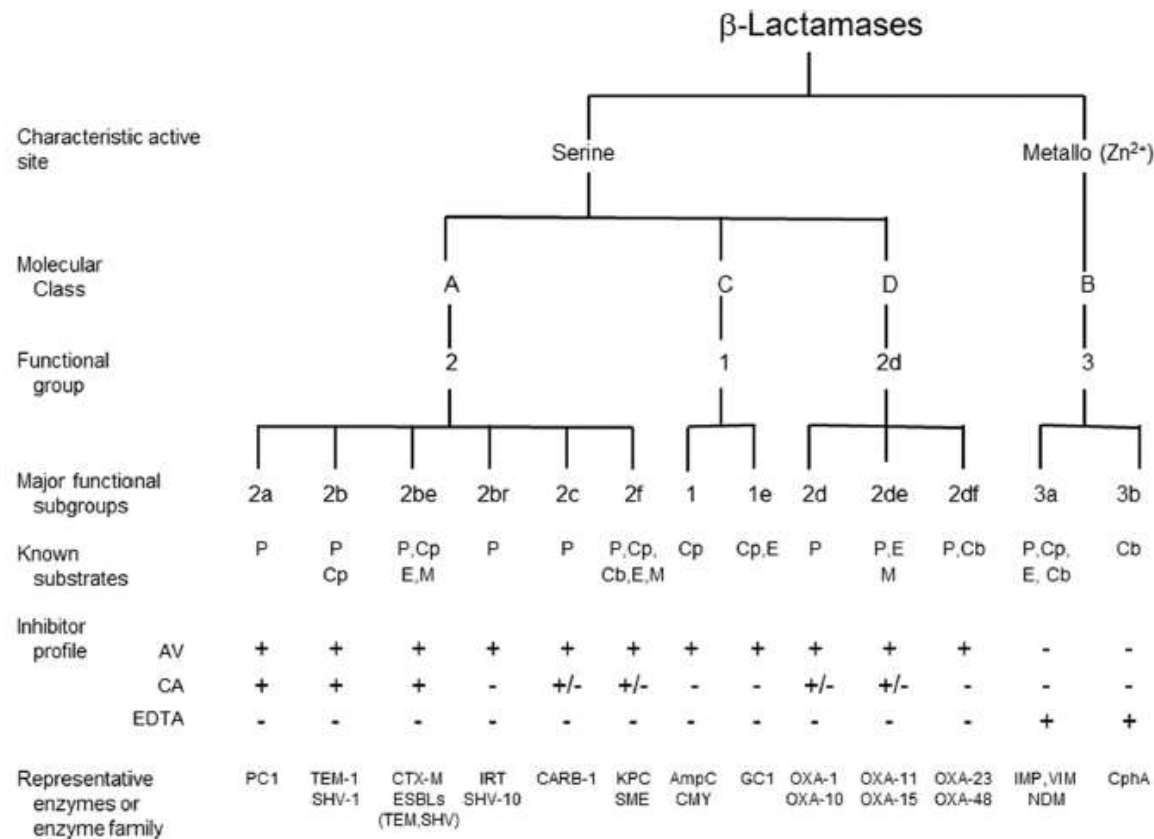 β-Lactamases
Characteristic active
site
Serine
Metallo (Zn²⁺)
Molecular
Class
A C D B
Functional
group
2 1 2d 3
Major functional
subgroups
2a 2b 2be 2br 2c 2f 1 1e 2d 2de 2df 3a 3b
Known
substrates
P P P,Cp P P P,Cp, Cp Cp,E P P,E P,Cb P,Cp, Cb
Cp E,M Cb,E,M M E, Cb
Inhibitor
profile
AV + + + + + + + + + + + - -
CA + + + - +/- +/- - - +/- +/- - - -
EDTA - - - - - - - - - - - + +
Representative
enzymes or
enzyme family
PC1 TEM-1 CTX-M IRT CARB-1 KPC AmpC GC1 OXA-1 OXA-11 OXA-23 IMP,VIM CphA
SHV-1 ESBLs SHV-10 SME CMY OXA-10 OXA-15 OXA-48 NDM
(TEM,SHV)